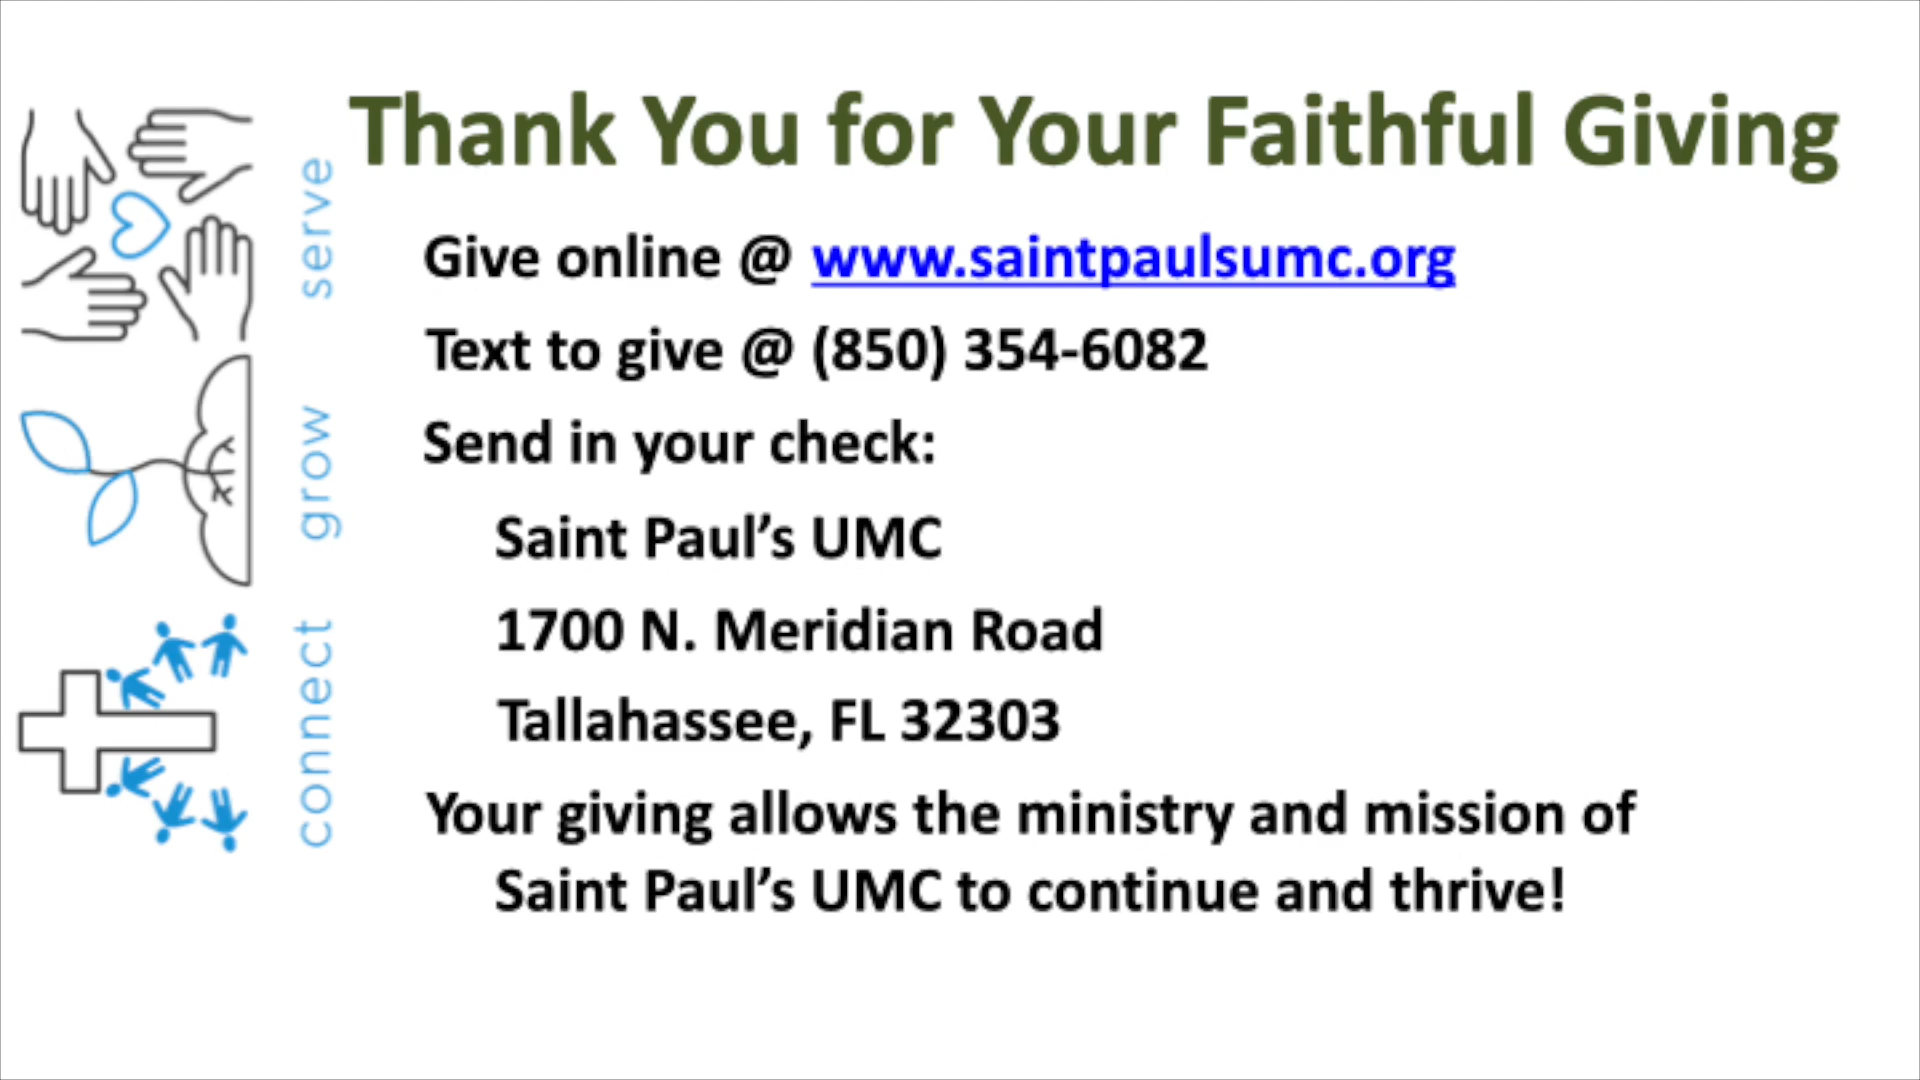 Thank You for Your Faithful Giving
Give online @ www.saintpaulsumc.org
Text to give @ (850) 354-6082
Send in your check:
Saint Paul’s UMC
1700 N. Meridian Road
Tallahassee, FL 32303
Your giving allows the ministry and mission of
Saint Paul’s UMC to continue and thrive!
connect grow serve